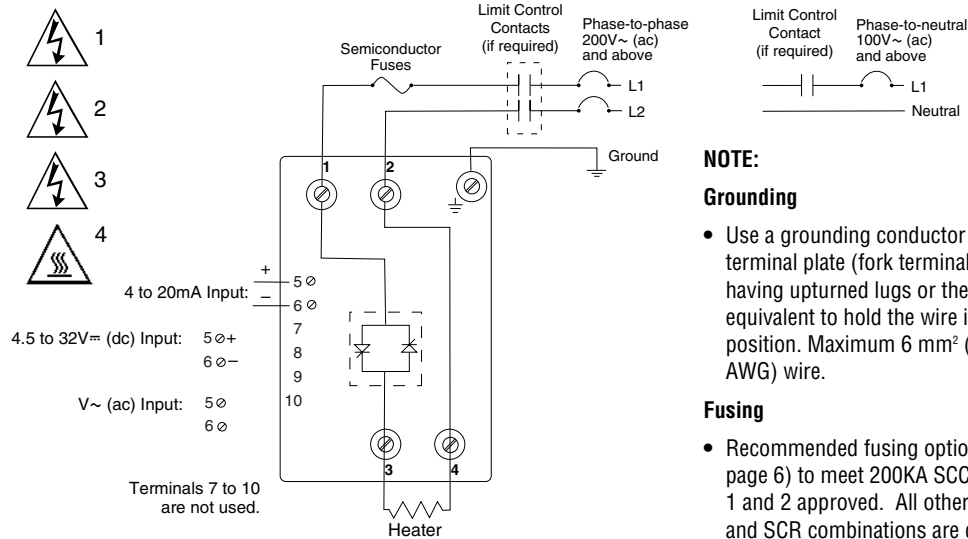 1
2
3
4
Limit Control
Contacts
(if required)
Phase-to-phase
200V~ (ac)
and above
Semiconductor
Fuses
L1
L2
Ground
1
2
+
4 to 20mA Input:
–
5
6
4.5 to 32V⎓ (dc) Input:
5 +
6 –
7
8
9
10
V~ (ac) Input:
5
6
3
4
Terminals 7 to 10
are not used.
Heater
Limit Control
Contact
(if required)
Phase-to-neutral
100V~ (ac)
and above
L1
Neutral
NOTE:
Grounding
• Use a grounding conductor
terminal plate (fork terminal
having upturned lugs or the
equivalent to hold the wire i
position. Maximum 6 mm² (
AWG) wire.
Fusing
• Recommended fusing optio
page 6) to meet 200KA SCC
1 and 2 approved. All other
and SCR combinations are